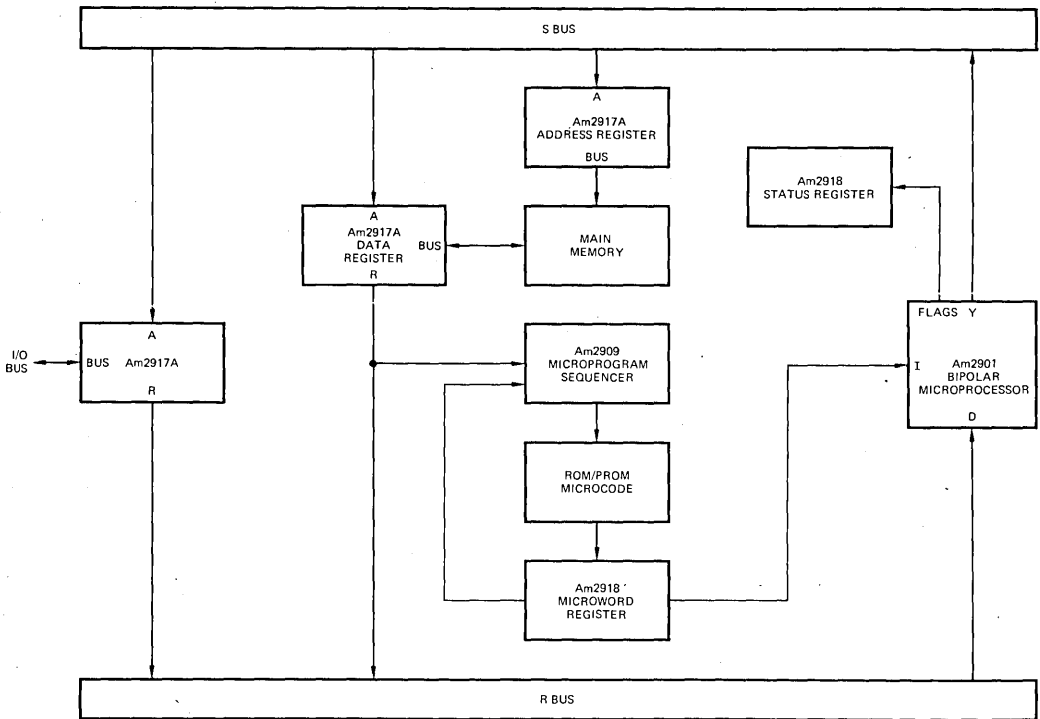 S BUS
A
Am2917A
ADDRESS REGISTER
BUS
Am2918
STATUS REGISTER
A
Am2917A
DATA
REGISTER
BUS
R
MAIN
MEMORY
I/O
BUS
A
BUS
Am2917A
R
Am2909
MICROPROGRAM
SEQUENCER
FLAGS Y
I
Am2901
BIPOLAR
MICROPROCESSOR
D
ROM/PROM
MICROCODE
Am2918
MICROWORD
REGISTER
R BUS